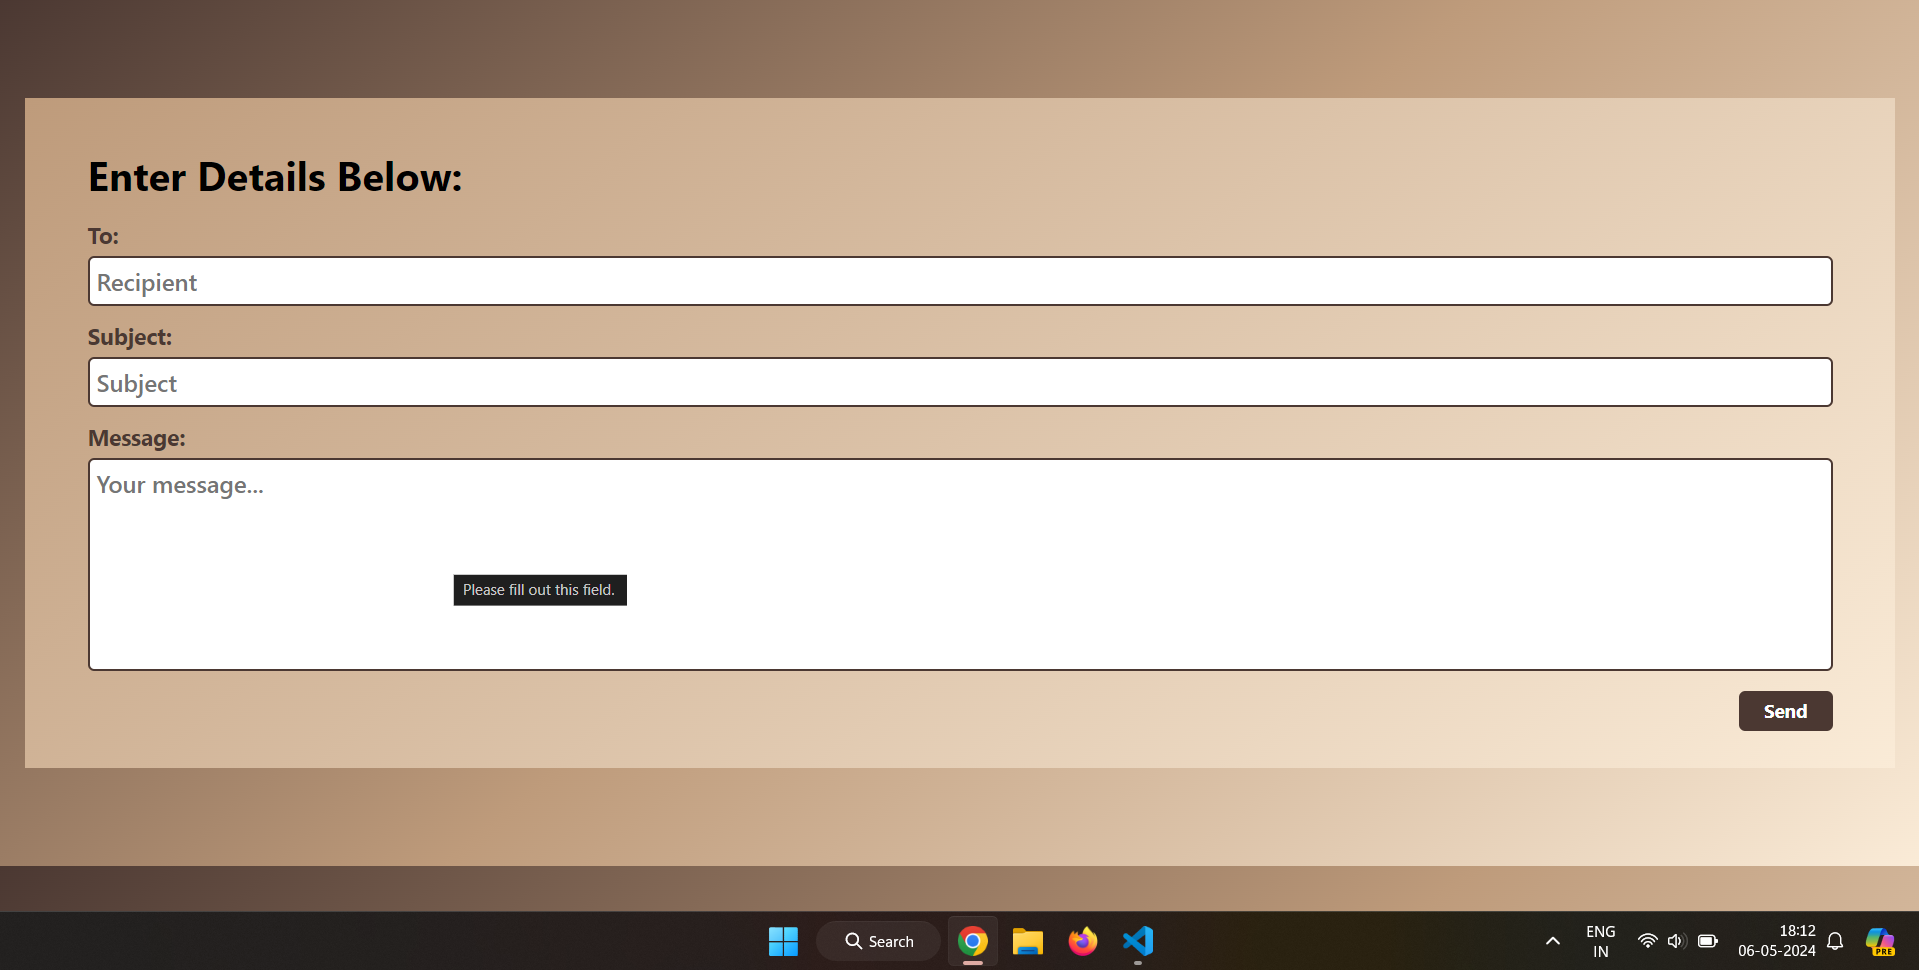 Enter Details Below:
To:
Recipient
Subject:
Subject
Message:
Your message...
Please fill out this field.
Send
Search
ENG
IN
18:12
06-05-2024
PRE